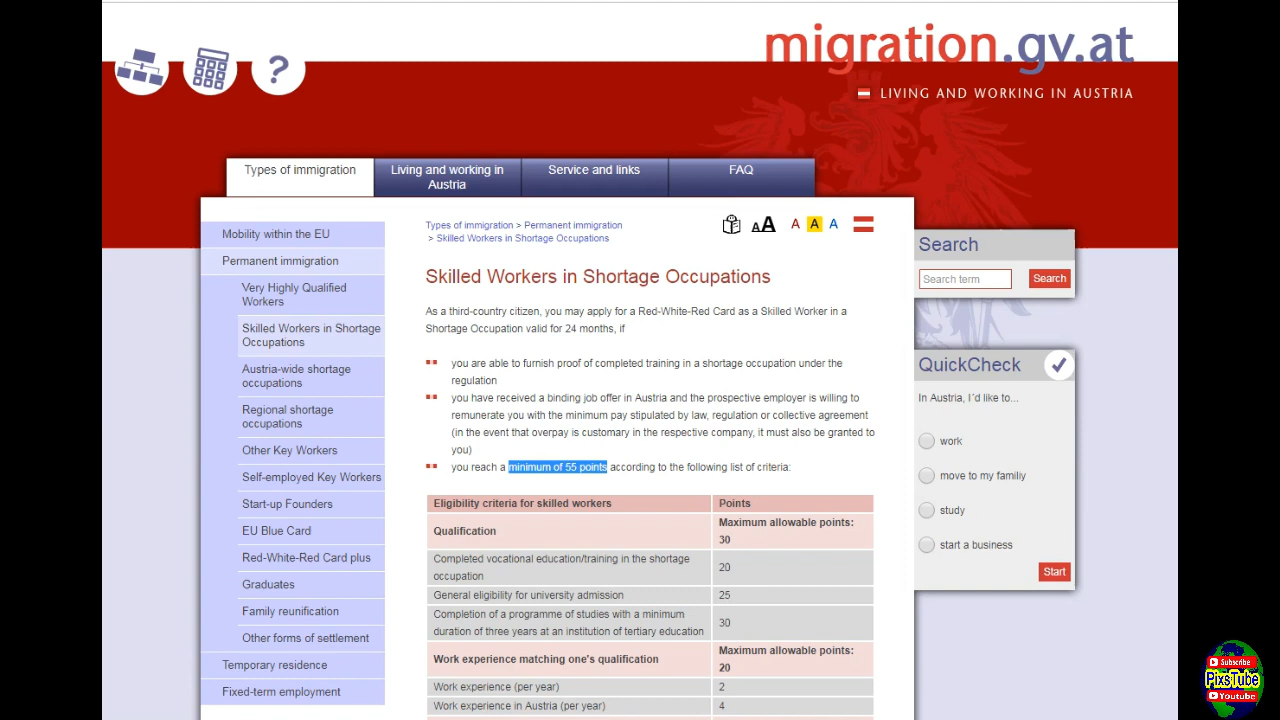 migration.gv.at
LIVING AND WORKING IN AUSTRIA
?
Types of immigration
Living and working in
Austria
Service and links
FAQ
Mobility within the EU
Permanent immigration
Very Highly Qualified
Workers
Skilled Workers in Shortage
Occupations
Austria-wide shortage
occupations
Regional shortage
occupations
Other Key Workers
Self-employed Key Workers
Start-up Founders
EU Blue Card
Red-White-Red Card plus
Graduates
Family reunification
Other forms of settlement
Temporary residence
Fixed-term employment
Types of immigration > Permanent immigration
> Skilled Workers in Shortage Occupations
AA A A A
Skilled Workers in Shortage Occupations
As a third-country citizen, you may apply for a Red-White-Red Card as a Skilled Worker in a
Shortage Occupation valid for 24 months, if
you are able to furnish proof of completed training in a shortage occupation under the
regulation
you have received a binding job offer in Austria and the prospective employer is willing to
remunerate you with the minimum pay stipulated by law, regulation or collective agreement
(in the event that overpay is customary in the respective company, it must also be granted to
you)
you reach a minimum of 55 points according to the following list of criteria:
Eligibility criteria for skilled workers Points
Qualification Maximum allowable points:
30
Completed vocational education/training in the shortage
occupation 20
General eligibility for university admission 25
Completion of a programme of studies with a minimum
duration of three years at an institution of tertiary education 30
Work experience matching one's qualification Maximum allowable points:
20
Work experience (per year) 2
Work experience in Austria (per year) 4
Search
Search term Search
QuickCheck
In Austria, I´d like to...
work
move to my familiy
study
start a business
Start
Subscribe
PixsTube
Youtube